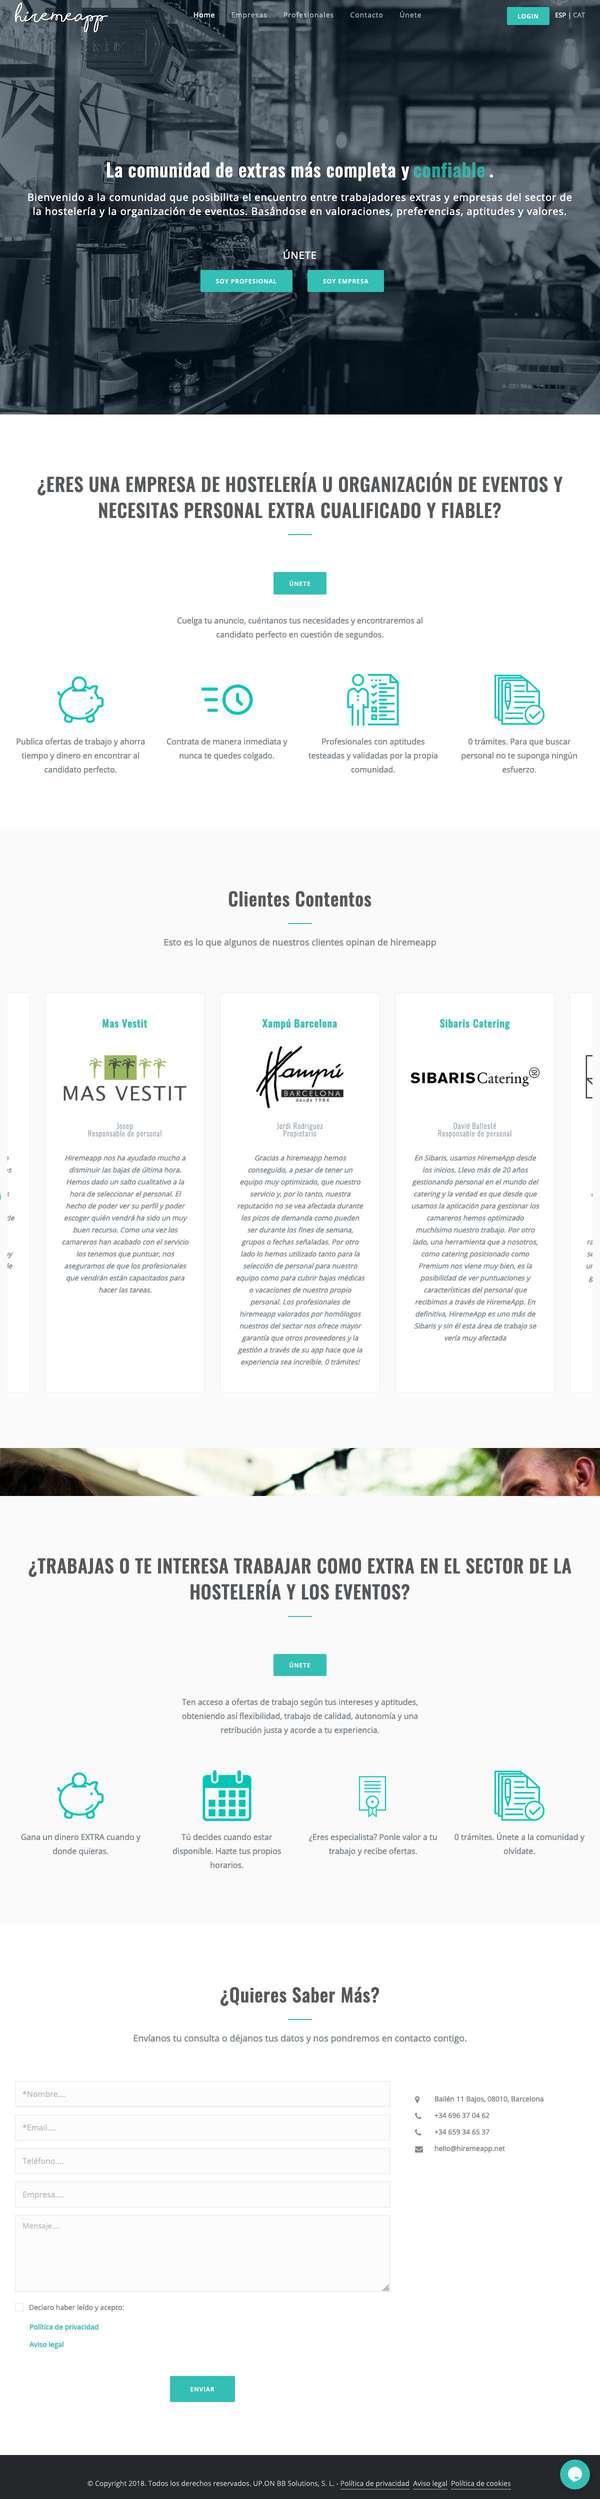 hiremeapp
Home Empresas Profesionales Contacto Únete
LOGIN
ESP | CAT
La comunidad de extras más completa y confiable .
Bienvenido a la comunidad que posibilita el encuentro entre trabajadores extras y empresas del sector de
la hostelería y la organización de eventos. Basándose en valoraciones, preferencias, aptitudes y valores.
ÚNETE
SOY PROFESIONAL
SOY EMPRESA
¿ERES UNA EMPRESA DE HOSTELERÍA U ORGANIZACIÓN DE EVENTOS Y
NECESITAS PERSONAL EXTRA CUALIFICADO Y FIABLE?
ÚNETE
Cuelga tu anuncio, cuéntanos tus necesidades y encontraremos al
candidato perfecto en cuestión de segundos.
Publica ofertas de trabajo y ahorra
tiempo y dinero en encontrar al
candidato perfecto.
Contrata de manera inmediata y
nunca te quedes colgado.
Profesionales con aptitudes
testeadas y validadas por la propia
comunidad.
0 trámites. Para que buscar
personal no te suponga ningún
esfuerzo.
Clientes Contentos
Esto es lo que algunos de nuestros clientes opinan de hiremeapp
Mas Vestit
MAS VESTIT
Josep
Responsable de personal
Hiremeapp nos ha ayudado mucho a
disminuir las bajas de última hora.
Hemos dado un salto cualitativo a la
hora de seleccionar el personal. El
hecho de poder ver su perfil y poder
escoger quién vendrá ha sido un muy
buen recurso. Como una vez los
camareros han acabado con el servicio
los tenemos que puntuar, nos
aseguramos de que los profesionales
que vendrán están capacitados para
hacer las tareas.
Xampú Barcelona
Xampú
BARCELONA
desde 1984
Jordi Rodriguez
Propietario
Gracias a hiremeapp hemos
conseguido, a pesar de tener un
equipo muy optimizado, que nuestro
servicio y, por lo tanto, nuestra
reputación no se vea afectada durante
los picos de demanda como pueden
ser durante los fines de semana,
grupos o fechas señaladas. Por otro
lado lo hemos utilizado tanto para la
selección de personal para nuestro
equipo como para cubrir bajas médicas
o vacaciones de nuestro propio
personal. Los profesionales de
hiremeapp valorados por homólogos
nuestros del sector nos ofrece mayor
garantía que otros proveedores y la
gestión a través de su app hace que la
experiencia sea increíble. 0 trámites!
Sibaris Catering
SIBARIS Catering
David Ballesté
Responsable de personal
En Sibaris, usamos HiremeApp desde
los inicios. Llevo más de 20 años
gestionando personal en el mundo del
catering y la verdad es que desde que
usamos la aplicación para gestionar los
camareros hemos optimizado
muchísimo nuestro trabajo. Por otro
lado, una herramienta que a nosotros,
como catering posicionado como
Premium nos viene muy bien, es la
posibilidad de ver puntuaciones y
características del personal que
recibimos a través de HiremeApp. En
definitiva, HiremeApp es uno más de
Sibaris y sin él esta área de trabajo se
vería muy afectada
¿TRABAJAS O TE INTERESA TRABAJAR COMO EXTRA EN EL SECTOR DE LA
HOSTELERÍA Y LOS EVENTOS?
ÚNETE
Ten acceso a ofertas de trabajo según tus intereses y aptitudes,
obteniendo así flexibilidad, trabajo de calidad, autonomía y una
retribución justa y acorde a tu experiencia.
Gana un dinero EXTRA cuando y
donde quieras.
Tú decides cuando estar
disponible. Hazte tus propios
horarios.
¿Eres especialista? Ponle valor a tu
trabajo y recibe ofertas.
0 trámites. Únete a la comunidad y
olvídate.
¿Quieres Saber Más?
Envíanos tu consulta o déjanos tus datos y nos pondremos en contacto contigo.
*Nombre....
*Email....
Teléfono....
Empresa....
Mensaje....
Bailén 11 Bajos, 08010, Barcelona
+34 696 37 04 62
+34 659 34 65 37
hello@hiremeapp.net
Declaro haber leído y acepto:
Política de privacidad
Aviso legal
ENVIAR
© Copyright 2018. Todos los derechos reservados. UP.ON BB Solutions, S. L. - Política de privacidad Aviso legal Política de cookies